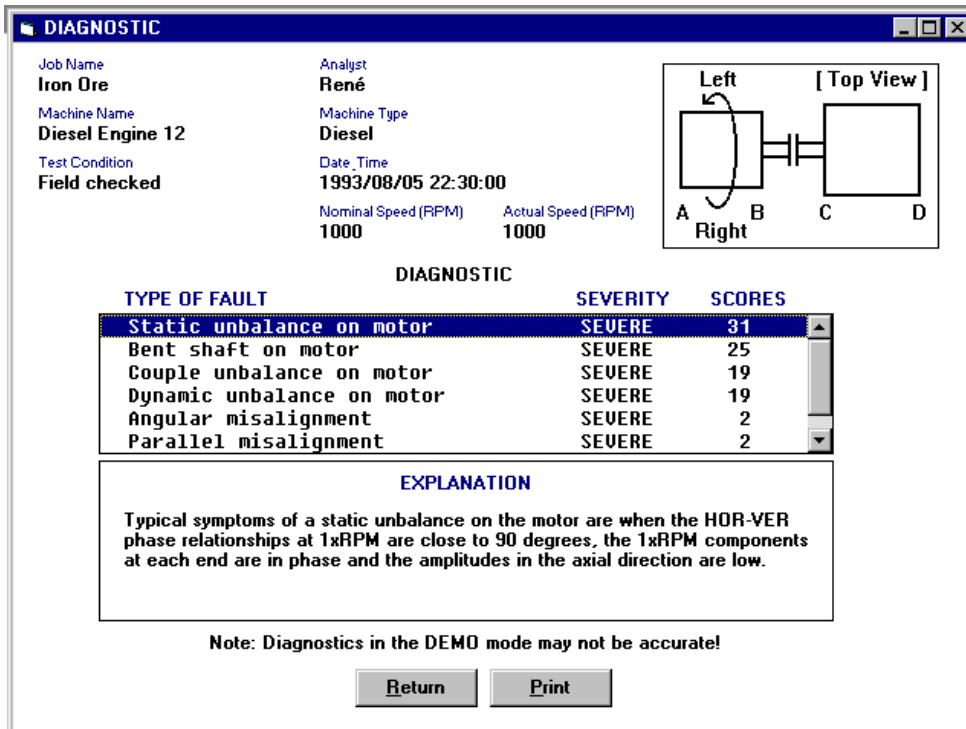 DIAGNOSTIC
Job Name
Iron Ore
Analyst
René
Machine Name
Diesel Engine 12
Machine Type
Diesel
Test Condition
Field checked
Date_Time
1993/08/05 22:30:00
Nominal Speed (RPM)
1000
Actual Speed (RPM)
1000
Left [ Top View ]
A B C D
Right
DIAGNOSTIC
TYPE OF FAULT SEVERITY SCORES
Static unbalance on motor SEVERE 31
Bent shaft on motor SEVERE 25
Couple unbalance on motor SEVERE 19
Dynamic unbalance on motor SEVERE 19
Angular misalignment SEVERE 2
Parallel misalignment SEVERE 2
EXPLANATION
Typical symptoms of a static unbalance on the motor are when the HOR-VER
phase relationships at 1xRPM are close to 90 degrees, the 1xRPM components
at each end are in phase and the amplitudes in the axial direction are low.
Note: Diagnostics in the DEMO mode may not be accurate!
Return Print